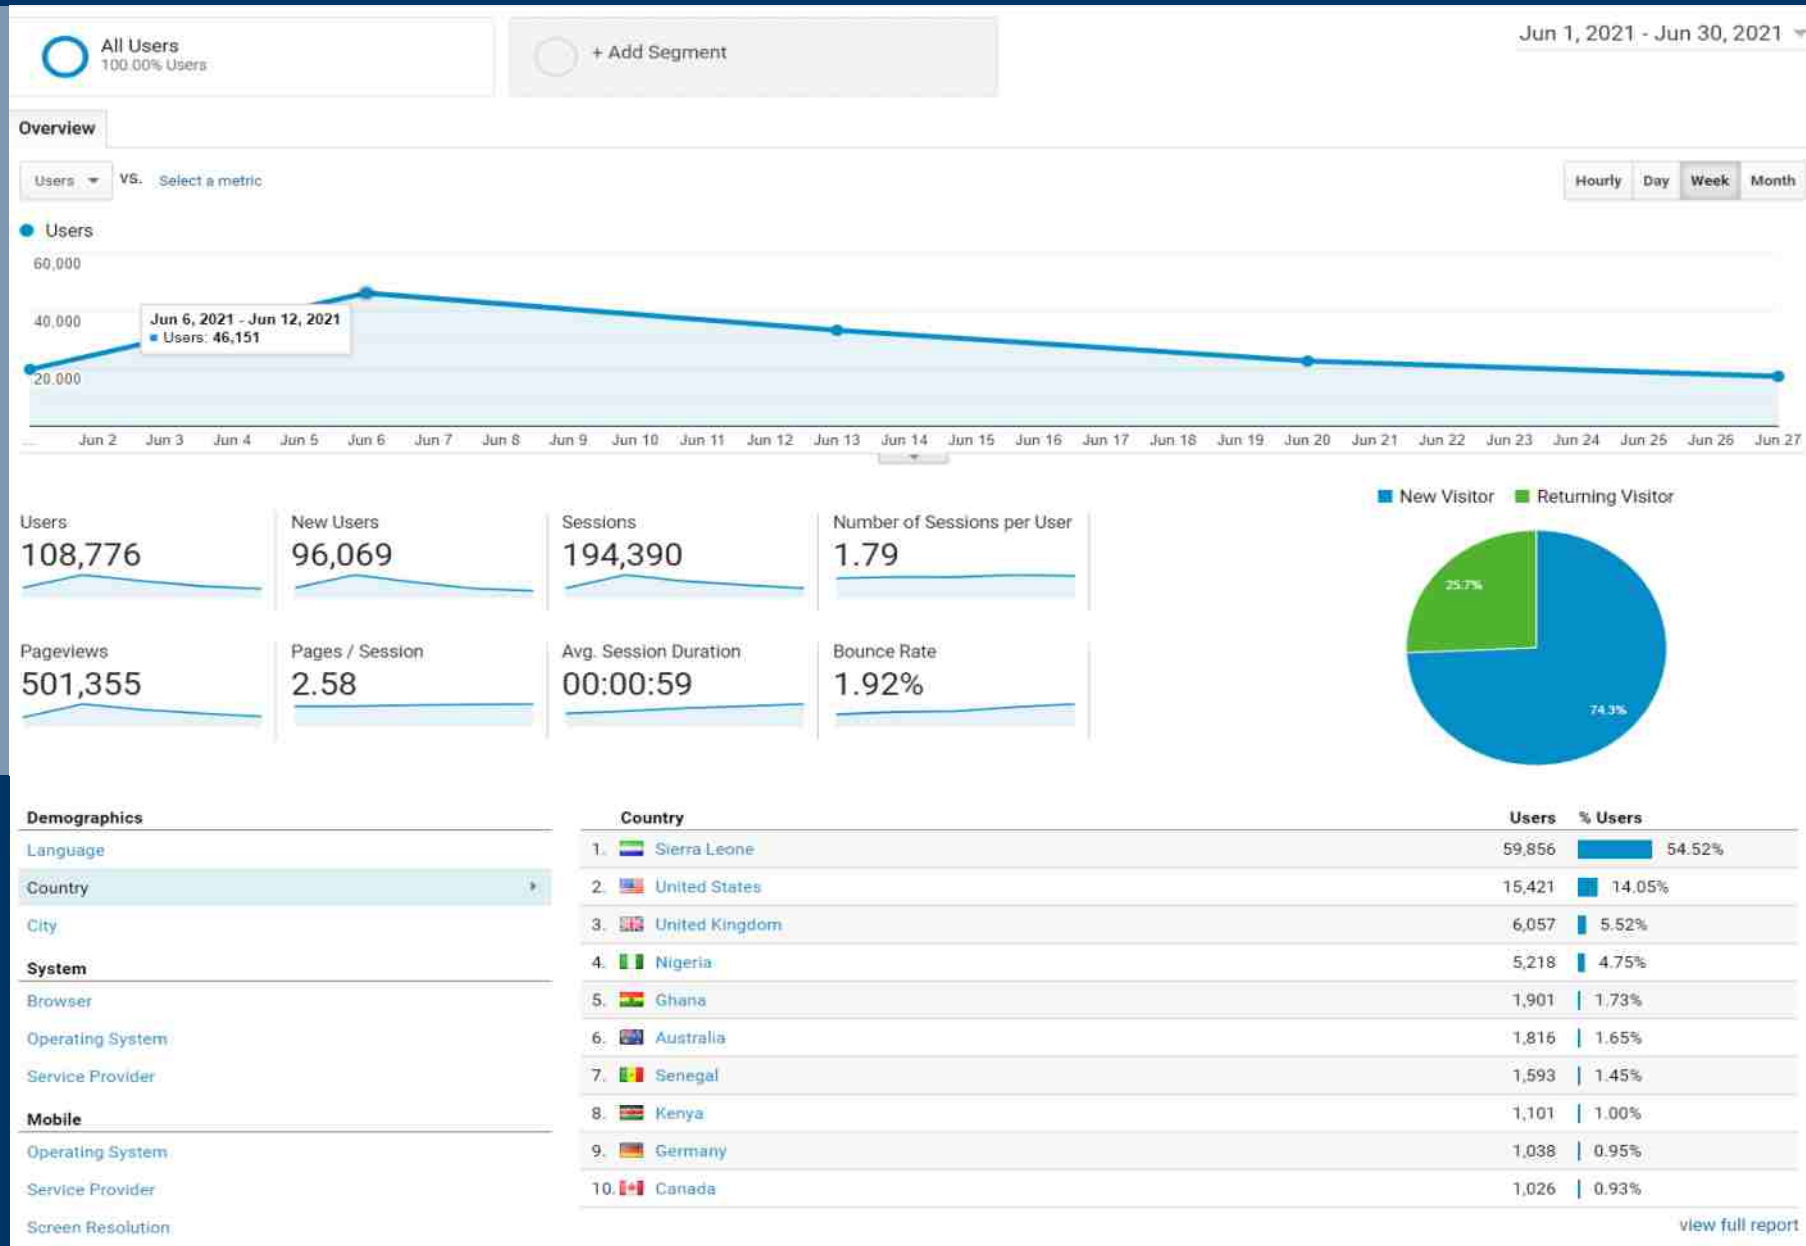 All Users
100.00% Users
+ Add Segment
Jun 1, 2021 - Jun 30, 2021
Overview
Users VS. Select a metric
Hourly Day Week Month
Users
60,000
40,000
20,000
Jun 6, 2021 - Jun 12, 2021
Users: 46,151
... Jun 2 Jun 3 Jun 4 Jun 5 Jun 6 Jun 7 Jun 8 Jun 9 Jun 10 Jun 11 Jun 12 Jun 13 Jun 14 Jun 15 Jun 16 Jun 17 Jun 18 Jun 19 Jun 20 Jun 21 Jun 22 Jun 23 Jun 24 Jun 25 Jun 26 Jun 27
New Visitor Returning Visitor
25.7%
74.3%
Users New Users Sessions Number of Sessions per User
108,776 96,069 194,390 1.79
Pageviews Pages / Session Avg. Session Duration Bounce Rate
501,355 2.58 00:00:59 1.92%
Demographics
Language
Country
City
System
Browser
Operating System
Service Provider
Mobile
Operating System
Service Provider
Screen Resolution
Country Users % Users
1. Sierra Leone 59,856 54.52%
2. United States 15,421 14.05%
3. United Kingdom 6,057 5.52%
4. Nigeria 5,218 4.75%
5. Ghana 1,901 1.73%
6. Australia 1,816 1.65%
7. Senegal 1,593 1.45%
8. Kenya 1,101 1.00%
9. Germany 1,038 0.95%
10. Canada 1,026 0.93%
view full report